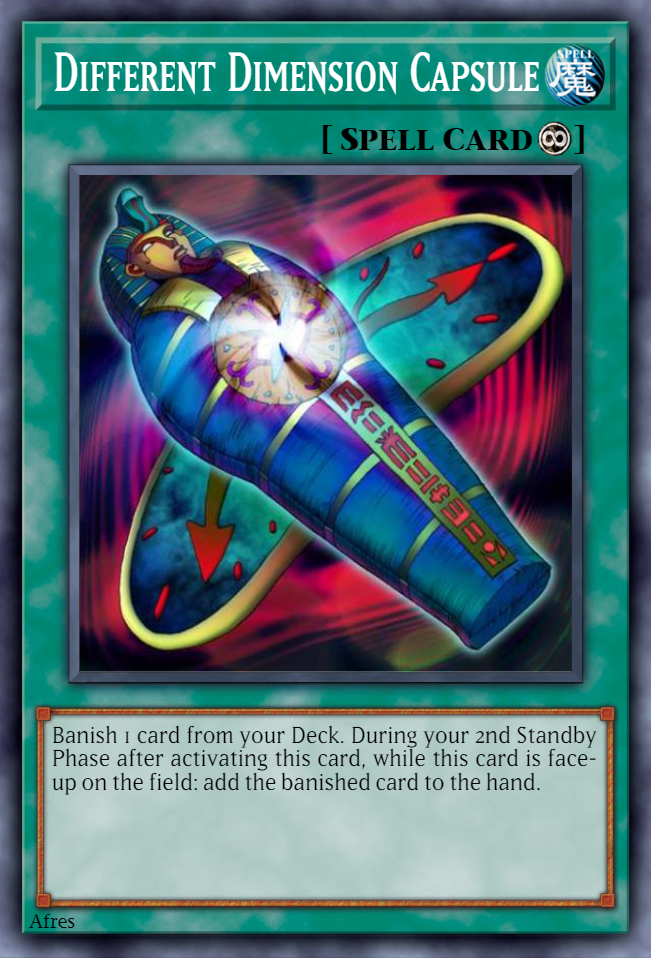 DIFFERENT DIMENSION CAPSULE
SPELL
魔
[ SPELL CARD ]
Banish 1 card from your Deck. During your 2nd Standby
Phase after activating this card, while this card is face-
up on the field: add the banished card to the hand.
Afres